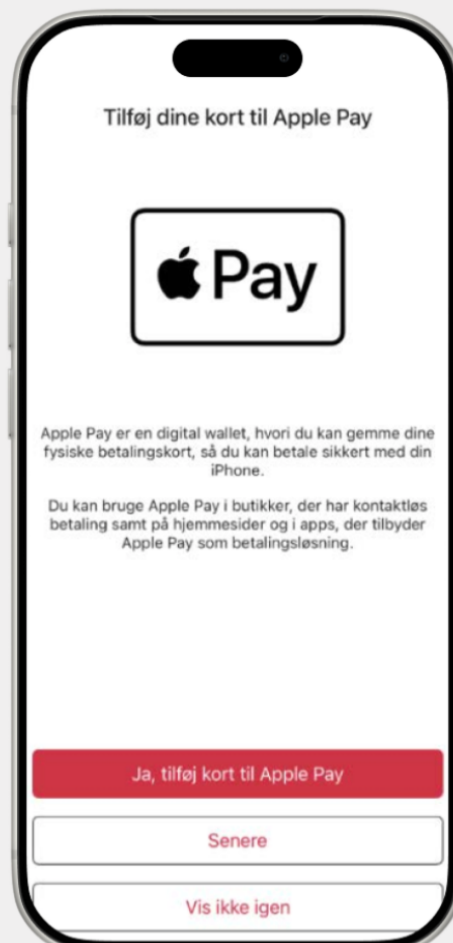 Tilføj dine kort til Apple Pay
Pay
Apple Pay er en digital wallet, hvori du kan gemme dine
fysiske betalingskort, så du kan betale sikkert med din
iPhone.
Du kan bruge Apple Pay i butikker, der har kontaktløs
betaling samt på hjemmesider og i apps, der tilbyder
Apple Pay som betalingsløsning.
Ja, tilføj kort til Apple Pay
Senere
Vis ikke igen